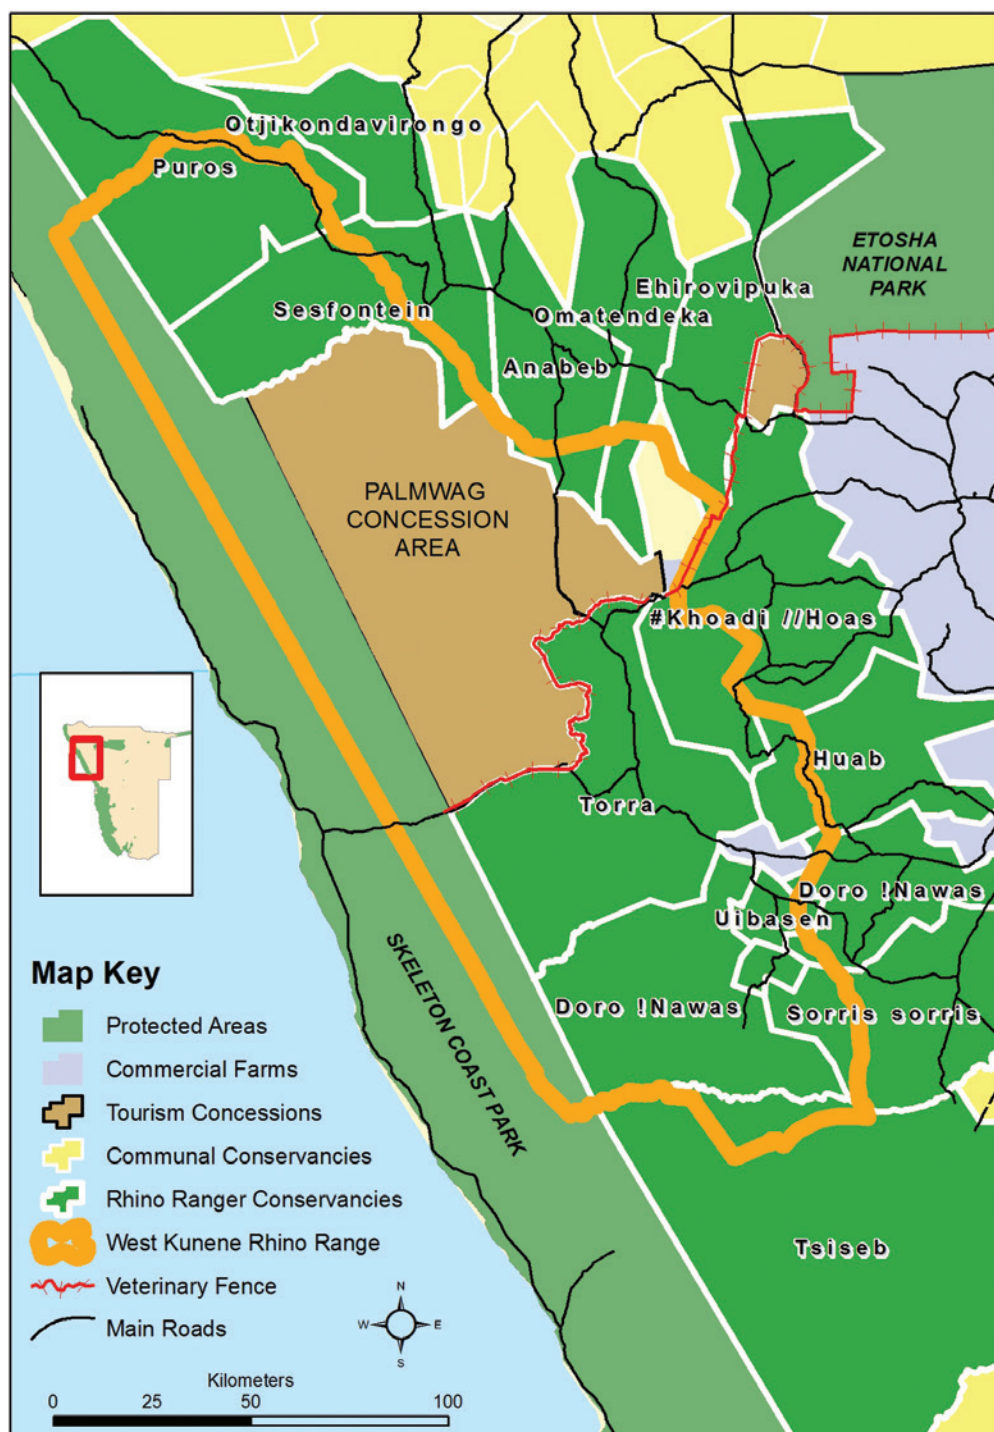 Otjikondavirongo
Puros
ETOSHA
NATIONAL
PARK
Ehirovipuka
Sesfontein
Omatendeka
Anabeb
PALMWAG
CONCESSION
AREA
#Khoadi //Hoas
Huab
Torra
Doro !Nawas
Uibasen
SKELETON COAST PARK
Doro !Nawas
Sorris sorris
Tsiseb
Map Key
Protected Areas
Commercial Farms
Tourism Concessions
Communal Conservancies
Rhino Ranger Conservancies
West Kunene Rhino Range
Veterinary Fence
Main Roads
N
W E
S
Kilometers
0 25 50 100